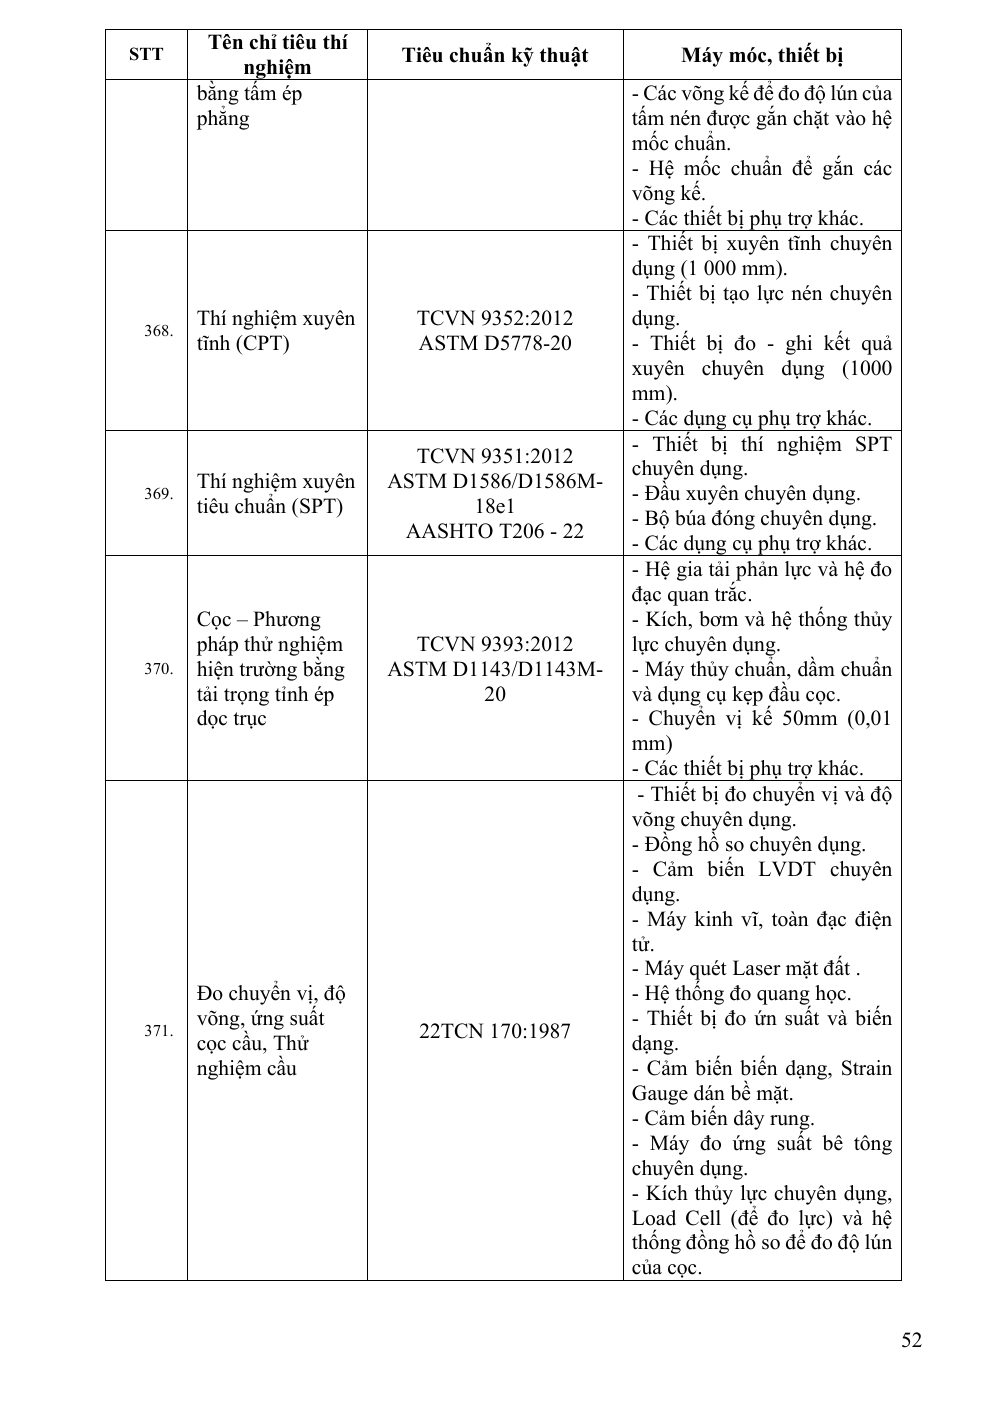 STT
Tên chỉ tiêu thí
nghiệm
Tiêu chuẩn kỹ thuật
Máy móc, thiết bị
bằng tấm ép
phẳng
- Các võng kế để đo độ lún của
tấm nén được gắn chặt vào hệ
mốc chuẩn.
- Hệ mốc chuẩn để gắn các
võng kế.
- Các thiết bị phụ trợ khác.
368.
Thí nghiệm xuyên
tĩnh (CPT)
TCVN 9352:2012
ASTM D5778-20
- Thiết bị xuyên tĩnh chuyên
dụng (1 000 mm).
- Thiết bị tạo lực nén chuyên
dụng.
- Thiết bị đo - ghi kết quả
xuyên chuyên dụng (1000
mm).
- Các dụng cụ phụ trợ khác.
369.
Thí nghiệm xuyên
tiêu chuẩn (SPT)
TCVN 9351:2012
ASTM D1586/D1586M-
18e1
AASHTO T206 - 22
- Thiết bị thí nghiệm SPT
chuyên dụng.
- Đầu xuyên chuyên dụng.
- Bộ búa đóng chuyên dụng.
- Các dụng cụ phụ trợ khác.
370.
Cọc – Phương
pháp thử nghiệm
hiện trường bằng
tải trọng tỉnh ép
dọc trục
TCVN 9393:2012
ASTM D1143/D1143M-
20
- Hệ gia tải phản lực và hệ đo
đạc quan trắc.
- Kích, bơm và hệ thống thủy
lực chuyên dụng.
- Máy thủy chuẩn, dầm chuẩn
và dụng cụ kẹp đầu cọc.
- Chuyển vị kế 50mm (0,01
mm)
- Các thiết bị phụ trợ khác.
371.
Đo chuyển vị, độ
võng, ứng suất
cọc cầu, Thử
nghiệm cầu
22TCN 170:1987
- Thiết bị đo chuyển vị và độ
võng chuyên dụng.
- Đồng hồ so chuyên dụng.
- Cảm biến LVDT chuyên
dụng.
- Máy kinh vĩ, toàn đạc điện
tử.
- Máy quét Laser mặt đất .
- Hệ thống đo quang học.
- Thiết bị đo ứn suất và biến
dạng.
- Cảm biến biến dạng, Strain
Gauge dán bề mặt.
- Cảm biến dây rung.
- Máy đo ứng suất bê tông
chuyên dụng.
- Kích thủy lực chuyên dụng,
Load Cell (để đo lực) và hệ
thống đồng hồ so để đo độ lún
của cọc.
52